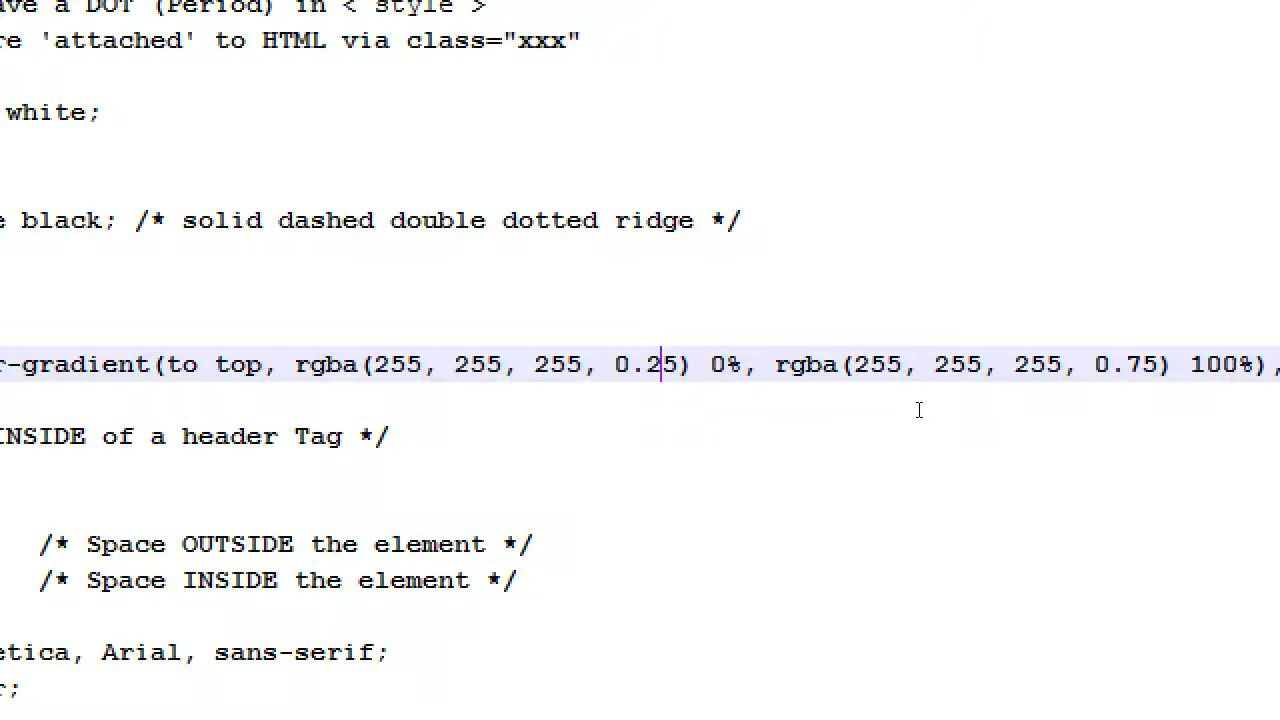 ave a DOT (Period) in < style >
re 'attached' to HTML via class="xxx"
white;
e black; /* solid dashed double dotted ridge */
r-gradient(to top, rgba(255, 255, 255, 0.25) 0%, rgba(255, 255, 255, 0.75) 100%),
INSIDE of a header Tag */
/* Space OUTSIDE the element */
/* Space INSIDE the element */
etica, Arial, sans-serif;
r;